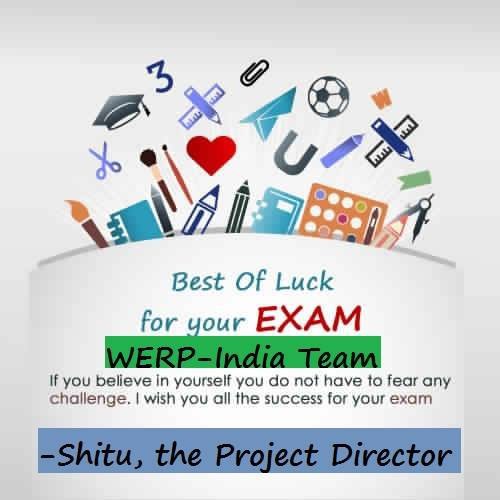 3
W
Best Of Luck
for your EXAM
WERP-India Team
If you believe in yourself you do not have to fear any
challenge. I wish you all the success for your exam
-Shitu, the Project Director